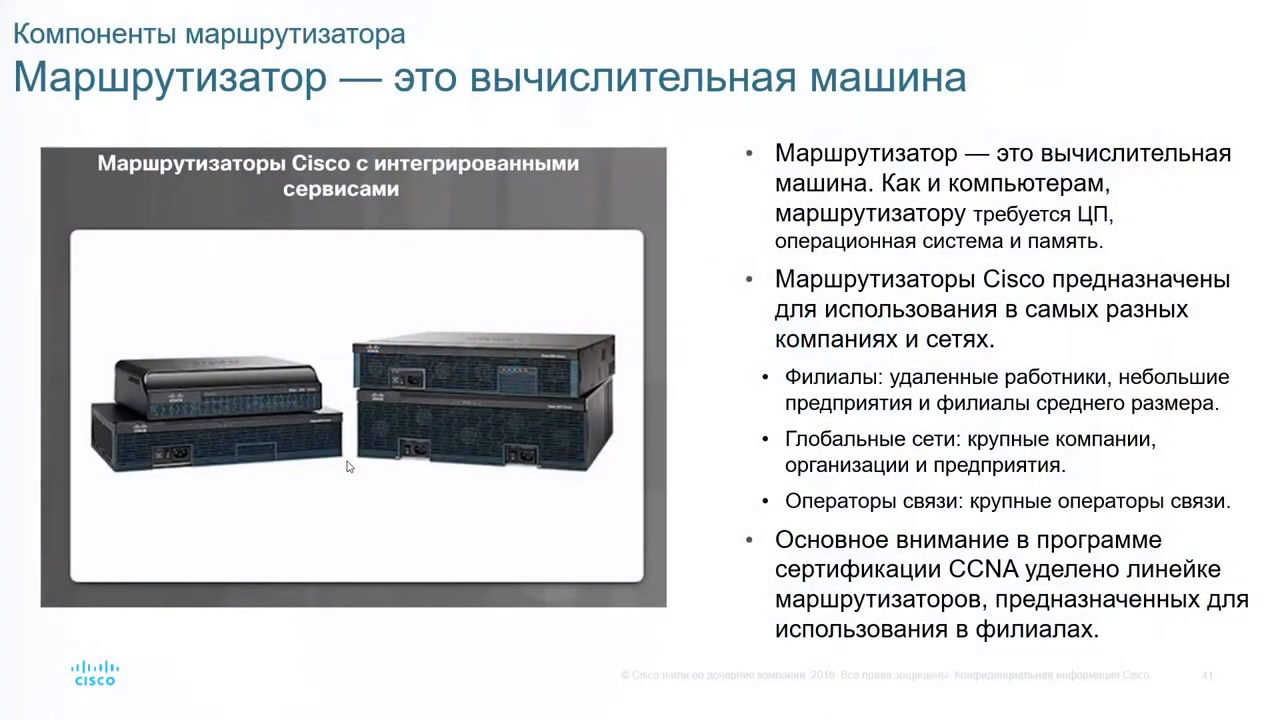 Компоненты маршрутизатора
Маршрутизатор — это вычислительная машина
Маршрутизаторы Cisco с интегрированными
сервисами
• Маршрутизатор — это вычислительная
машина. Как и компьютерам,
маршрутизатору требуется ЦП,
операционная система и память.
• Маршрутизаторы Cisco предназначены
для использования в самых разных
компаниях и сетях.
• Филиалы: удаленные работники, небольшие
предприятия и филиалы среднего размера.
• Глобальные сети: крупные компании,
организации и предприятия.
• Операторы связи: крупные операторы связи.
• Основное внимание в программе
сертификации CCNA уделено линейке
маршрутизаторов, предназначенных для
использования в филиалах.
CISCO
© Cisco и/или ее дочерние компании, 2016. Все права защищены. Конфиденциальная информация Cisco
41